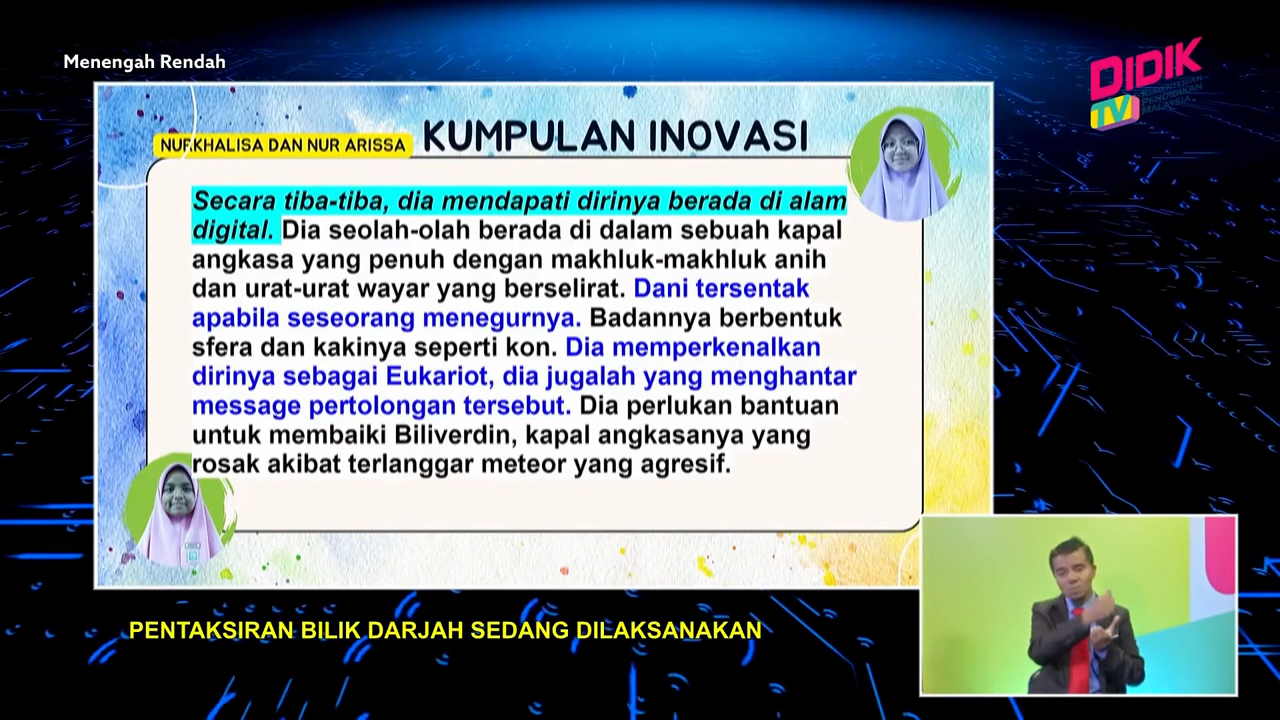 Menengah Rendah
DIDIK
TV
KEMENTERIAN
PENDIDIKAN
MALAYSIA
NURKHALISA DAN NUR ARISSA
KUMPULAN INOVASI
Secara tiba-tiba, dia mendapati dirinya berada di alam
digital. Dia seolah-olah berada di dalam sebuah kapal
angkasa yang penuh dengan makhluk-makhluk anih
dan urat-urat wayar yang berselirat. Dani tersentak
apabila seseorang menegurnya. Badannya berbentuk
sfera dan kakinya seperti kon. Dia memperkenalkan
dirinya sebagai Eukariot, dia jugalah yang menghantar
message pertolongan tersebut. Dia perlukan bantuan
untuk membaiki Biliverdin, kapal angkasanya yang
rosak akibat terlanggar meteor yang agresif.
PENTAKSIRAN BILIK DARJAH SEDANG DILAKSANAKAN